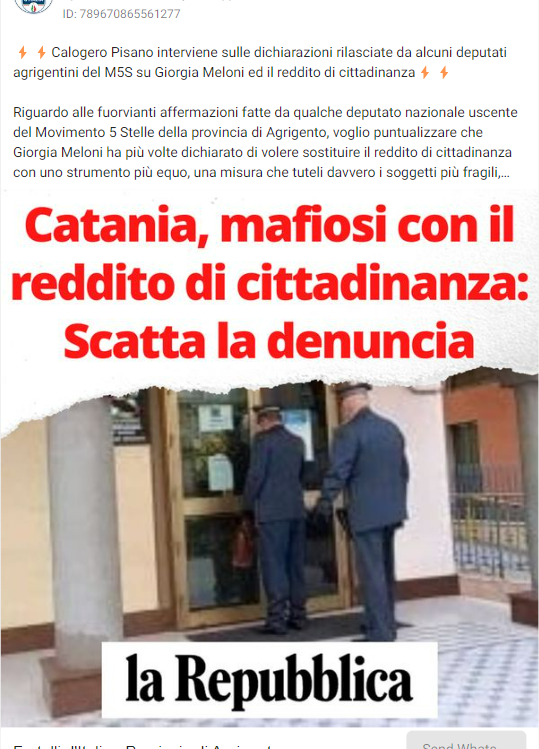 ID: 789670865561277
⚡⚡ Calogero Pisano interviene sulle dichiarazioni rilasciate da alcuni deputati
agrigentini del M5S su Giorgia Meloni ed il reddito di cittadinanza ⚡⚡
Riguardo alle fuorvianti affermazioni fatte da qualche deputato nazionale uscente
del Movimento 5 Stelle della provincia di Agrigento, voglio puntualizzare che
Giorgia Meloni ha più volte dichiarato di volere sostituire il reddito di cittadinanza
con uno strumento più equo, una misura che tuteli davvero i soggetti più fragili,...
Catania, mafiosi con il
reddito di cittadinanza:
Scatta la denuncia
la Repubblica